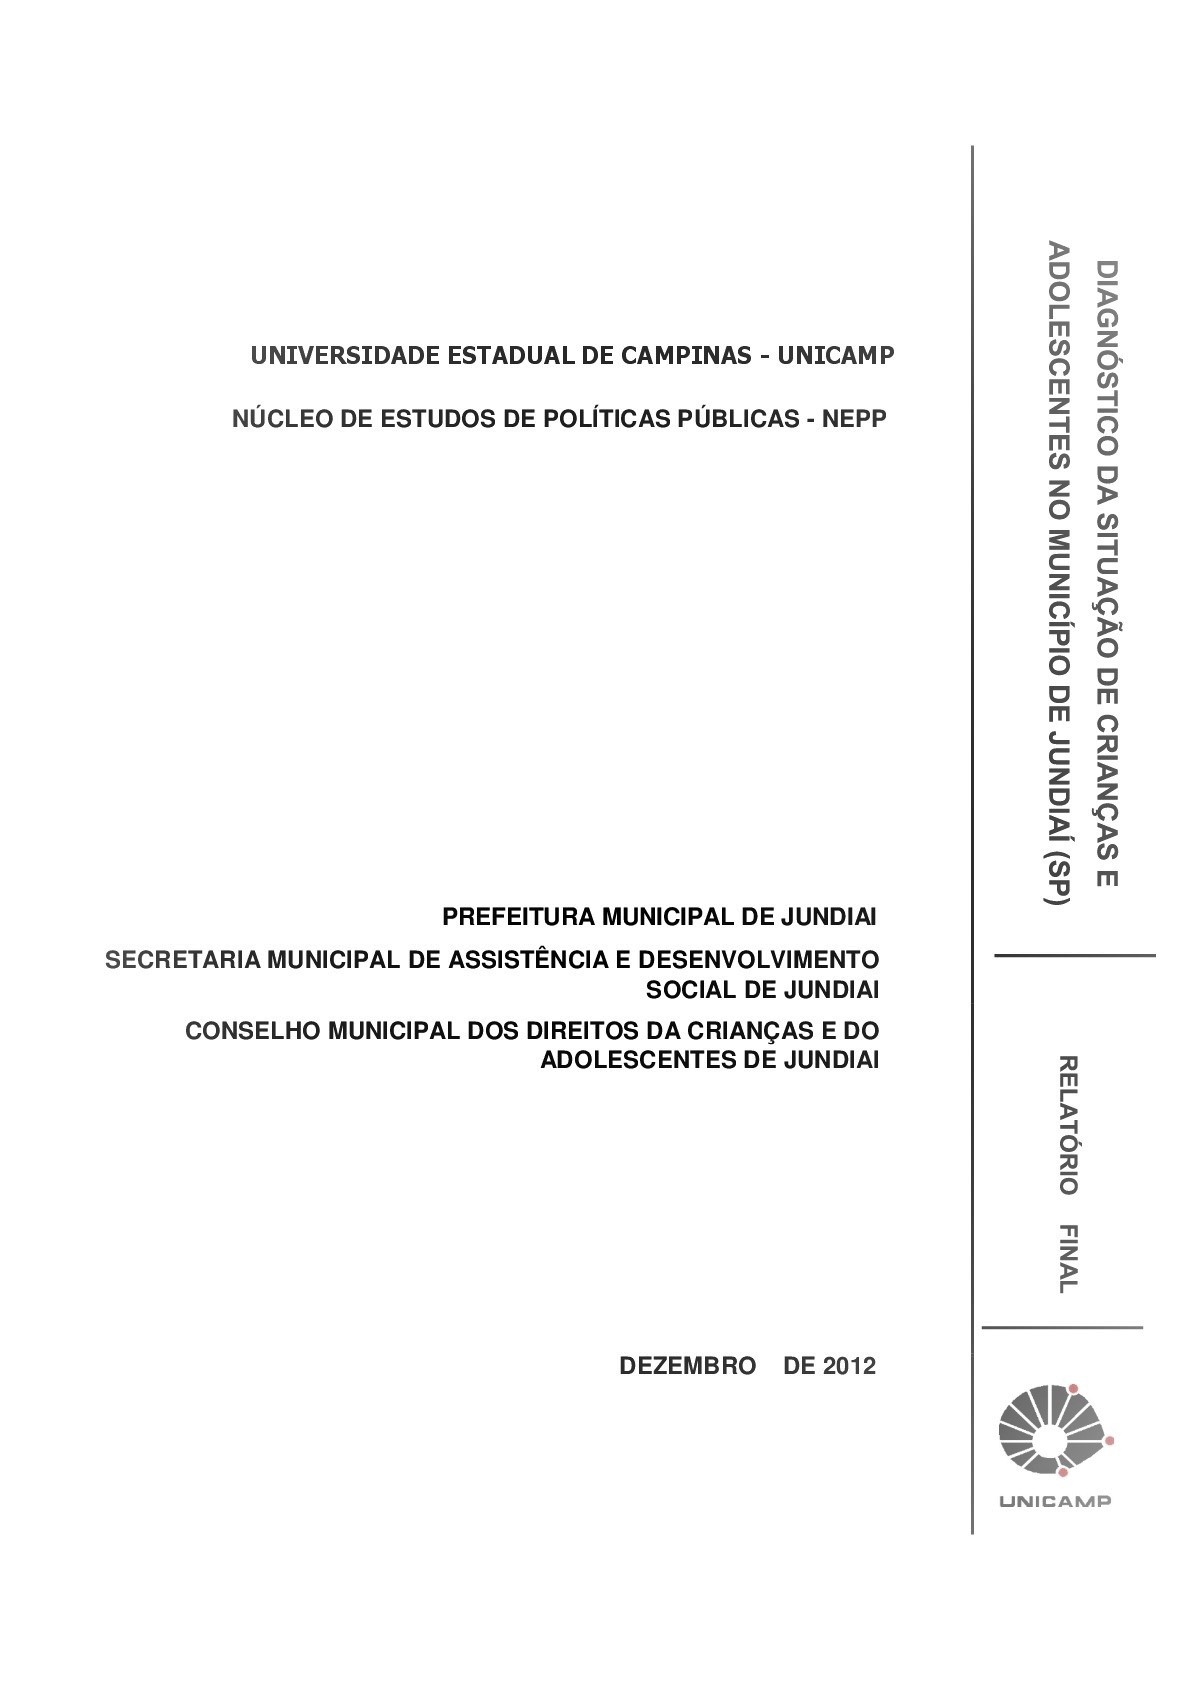 UNIVERSIDADE ESTADUAL DE CAMPINAS - UNICAMP
NÚCLEO DE ESTUDOS DE POLÍTICAS PÚBLICAS - NEPP
PREFEITURA MUNICIPAL DE JUNDIAI
SECRETARIA MUNICIPAL DE ASSISTÊNCIA E DESENVOLVIMENTO
SOCIAL DE JUNDIAI
CONSELHO MUNICIPAL DOS DIREITOS DA CRIANÇAS E DO
ADOLESCENTES DE JUNDIAI
DEZEMBRO DE 2012
DIAGNÓSTICO DA SITUAÇÃO DE CRIANÇAS E
ADOLESCENTES NO MUNICÍPIO DE JUNDIAÍ (SP)
RELATÓRIO FINAL
UNICAMP